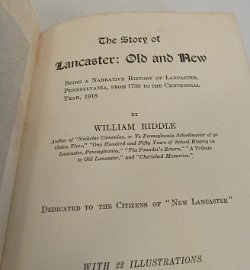 The Story of
Lancaster: Old and New
Being a Narrative History of Lancaster,
Pennsylvania, from 1730 to the Centennial
Year, 1918
BY
WILLIAM RIDDLE
Author of "Nicholas Comenius, or Ye Pennsylvania Schoolmaster of ye
Olden Time," "One Hundred and Fifty Years of School History in
Lancaster, Pennsylvania," "The Founder's Return," "A Tribute
to Old Lancaster," and "Cherished Memories."
Dedicated to the Citizens of "New Lancaster"
WITH 22 ILLUSTRATIONS